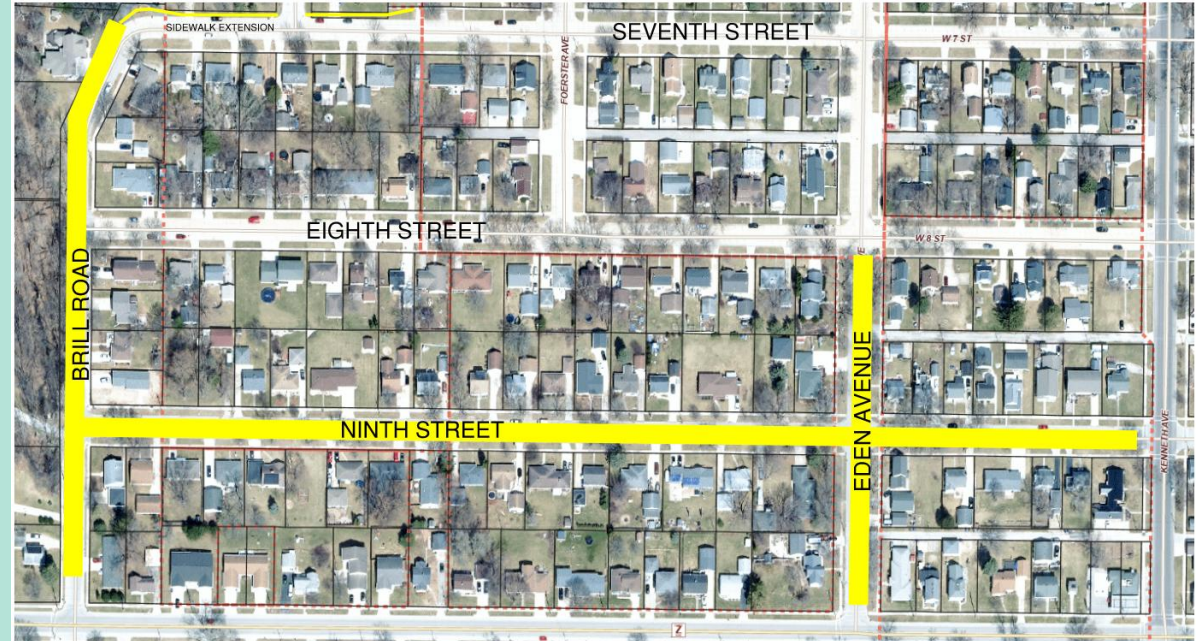 SIDEWALK EXTENSION
SEVENTH STREET
W 7 ST
FOERSTER AVE
EIGHTH STREET
W 8 ST
E
BRILL ROAD
EDEN AVENUE
NINTH STREET
KENNETH AVE
Z